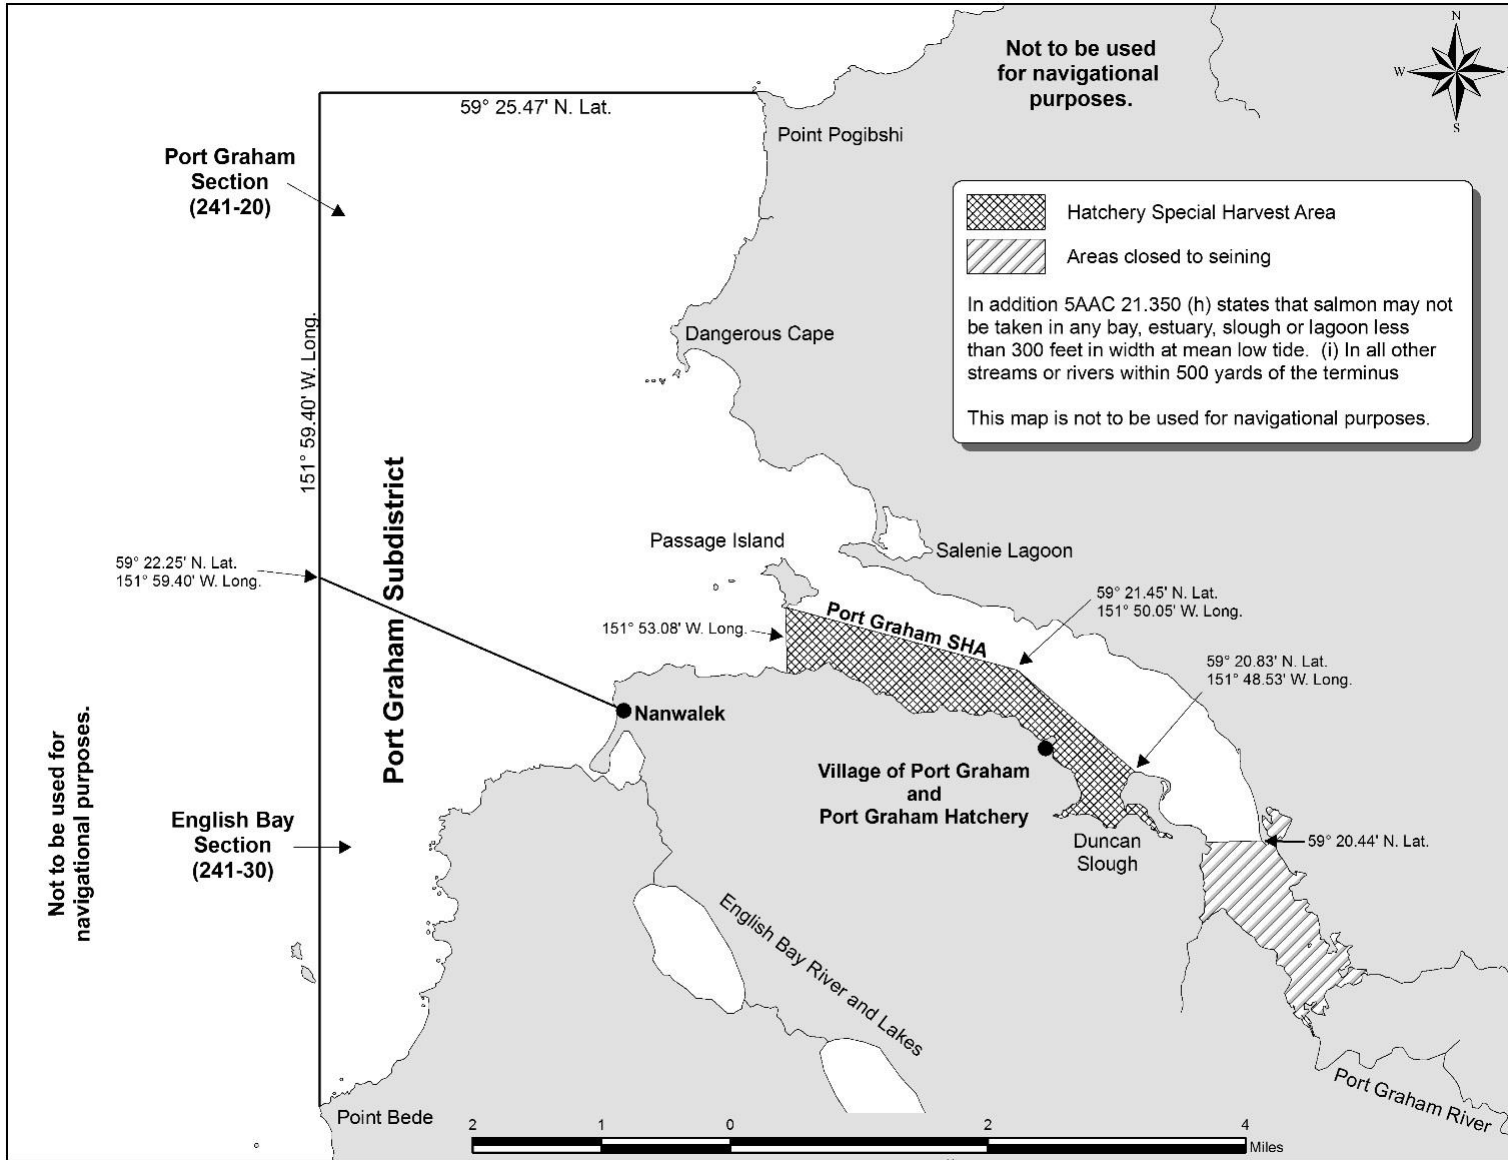 Not to be used
for navigational
purposes.
N
W
S
59° 25.47' N. Lat.
Point Pogibshi
Port Graham
Section
(241-20)
Hatchery Special Harvest Area
Areas closed to seining
In addition 5AAC 21.350 (h) states that salmon may not
be taken in any bay, estuary, slough or lagoon less
than 300 feet in width at mean low tide.  (i) In all other
streams or rivers within 500 yards of the terminus
This map is not to be used for navigational purposes.
151° 59.40' W. Long.
Dangerous Cape
Port Graham Subdistrict
Passage Island
Salenie Lagoon
59° 22.25' N. Lat.
151° 59.40' W. Long.
59° 21.45' N. Lat.
151° 50.05' W. Long.
151° 53.08' W. Long.
Port Graham SHA
59° 20.83' N. Lat.
151° 48.53' W. Long.
Nanwalek
Village of Port Graham
and
Port Graham Hatchery
Not to be used for
navigational purposes.
English Bay
Section
(241-30)
Duncan
Slough
59° 20.44' N. Lat.
English Bay River and Lakes
Port Graham River
Point Bede
2 1 0 2 4
Miles